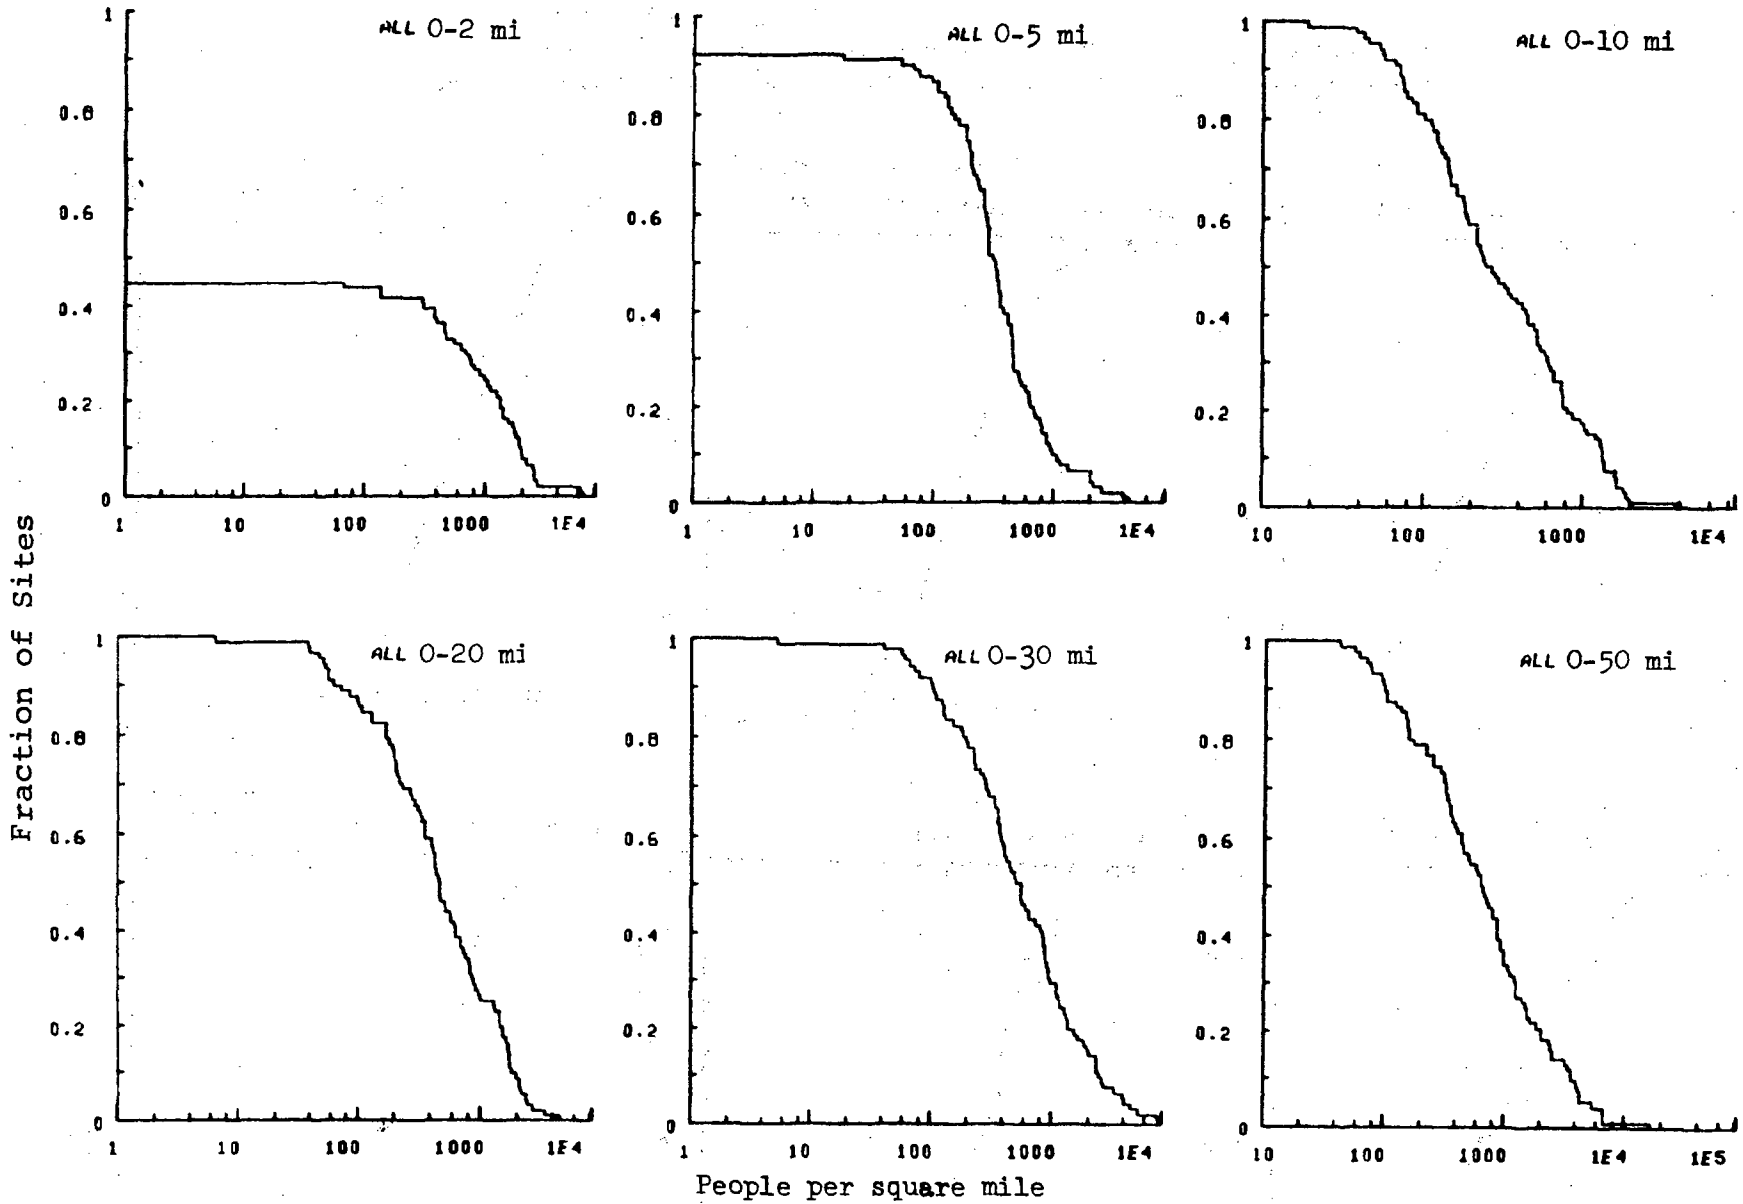 Fraction of Sites
ALL 0-2 mi
1
0.8
0.6
0.4
0.2
0
1 10 100 1000 1E4
ALL 0-5 mi
1
0.8
0.6
0.4
0.2
0
1 10 100 1000 1E4
ALL 0-10 mi
1
0.8
0.6
0.4
0.2
0
10 100 1000 1E4
ALL 0-20 mi
1
0.8
0.6
0.4
0.2
0
1 10 100 1000 1E4
ALL 0-30 mi
1
0.8
0.6
0.4
0.2
0
1 10 100 1000 1E4
ALL 0-50 mi
1
0.8
0.6
0.4
0.2
0
10 100 1000 1E4 1E5
People per square mile